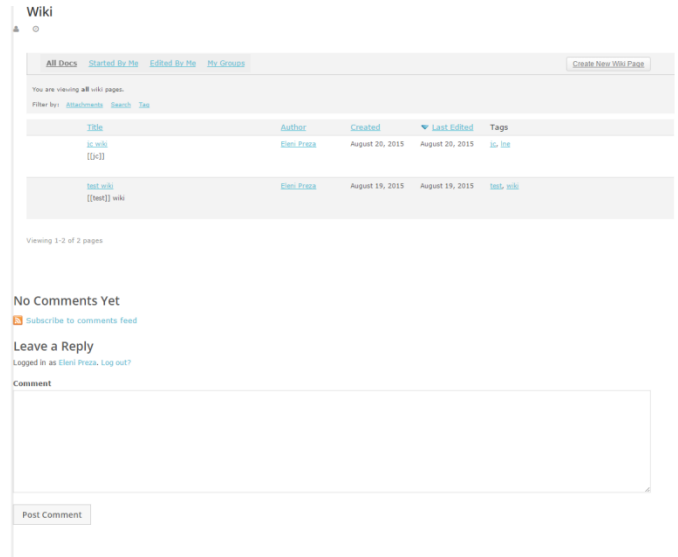 Wiki
All Docs Started By Me Edited By Me My Groups Create New Wiki Page
You are viewing all wiki pages.
Filter by: Attachments Search Tag
Title Author Created Last Edited Tags
jc wiki Eleni Preza August 20, 2015 August 20, 2015 jc, lne
[[jc]]
test wiki Eleni Preza August 19, 2015 August 19, 2015 test, wiki
[[test]] wiki
Viewing 1-2 of 2 pages
No Comments Yet
Subscribe to comments feed
Leave a Reply
Logged in as Eleni Preza. Log out?
Comment
Post Comment